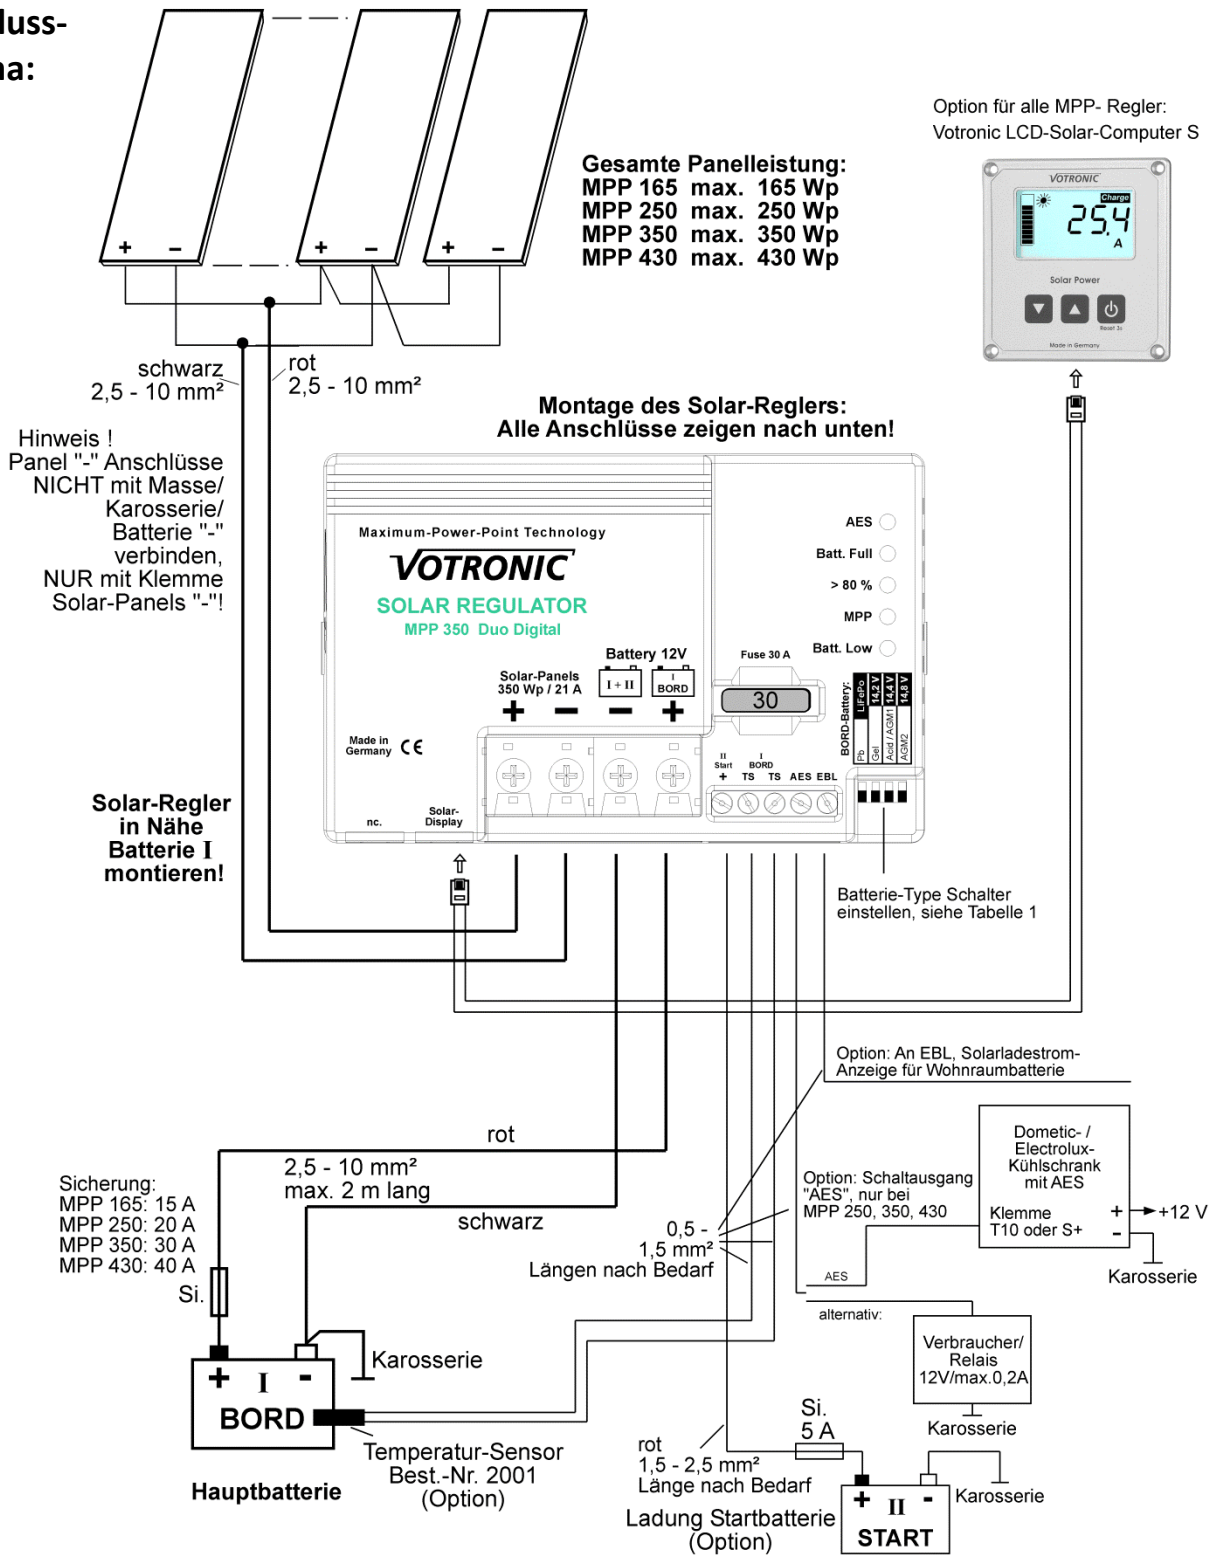 luss-
na:
Option für alle MPP- Regler:
Votronic LCD-Solar-Computer S
Gesamte Panelleistung:
MPP 165 max. 165 Wp
MPP 250 max. 250 Wp
MPP 350 max. 350 Wp
MPP 430 max. 430 Wp
VOTRONIC
Charge
25,4
A
Solar Power
Reset 3s
Made in Germany
+ –
+ –
+ –
schwarz
2,5 - 10 mm²
rot
2,5 - 10 mm²
Montage des Solar-Reglers:
Alle Anschlüsse zeigen nach unten!
Hinweis !
Panel "-" Anschlüsse
NICHT mit Masse/
Karosserie/
Batterie "-"
verbinden,
NUR mit Klemme
Solar-Panels "-"!
Maximum-Power-Point Technology
VOTRONIC
SOLAR REGULATOR
MPP 350 Duo Digital
AES
Batt. Full
> 80 %
MPP
Batt. Low
Battery 12V
Solar-Panels
350 Wp / 21 A
I + II
I
BORD
+ – – +
Fuse 30 A
30
BORD-Battery:
Pb
LiFePo
Gel
14,2 V
Acid / AGM1
14,4 V
AGM2
14,8 V
Made in
Germany CE
II
Start
+
I
BORD
TS TS AES EBL
nc.
Solar-
Display
Solar-Regler
in Nähe
Batterie I
montieren!
Batterie-Type Schalter
einstellen, siehe Tabelle 1
Option: An EBL, Solarladestrom-
Anzeige für Wohnraumbatterie
rot
2,5 - 10 mm²
max. 2 m lang
schwarz
Sicherung:
MPP 165: 15 A
MPP 250: 20 A
MPP 350: 30 A
MPP 430: 40 A
Si.
0,5 -
1,5 mm²
Längen nach Bedarf
Option: Schaltausgang
"AES", nur bei
MPP 250, 350, 430
Dometic- /
Electrolux-
Kühlschrank
mit AES
Klemme
T10 oder S+
+
-
+12 V
Karosserie
AES
alternativ:
Verbraucher/
Relais
12V/max.0,2A
Karosserie
Karosserie
+ I -
BORD
Temperatur-Sensor
Best.-Nr. 2001
(Option)
Hauptbatterie
Si.
5 A
rot
1,5 - 2,5 mm²
Länge nach Bedarf
Ladung Startbatterie
(Option)
+ II -
START
Karosserie